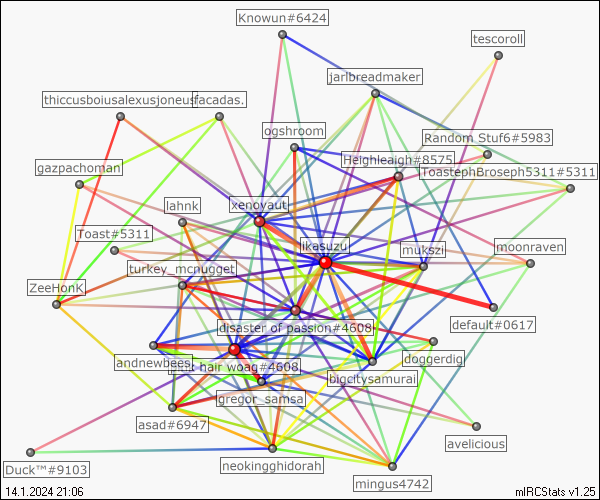 Knowun#6424
tescoroll
jarlbreadmaker
thiccusboiusalexusjoneus
facadas.
ogshroom
Random Stuf6#5983
gazpachoman
Heighleaigh#8575
ToastephBroseph5311#5311
lahnk
xenoyaut
Toast#5311
likasuzu
mukszi
moonraven
turkey_mcnugget
ZeeHonK
disaster of passion#4608
default#0617
andnewbees
hair woag#4608
doggerdig
bigcitysamurai
gregor_samsa
asad#6947
avelicious
Duck™#9103
neokingghidorah
mingus4742
14.1.2024 21:06
mIRCStats v1.25